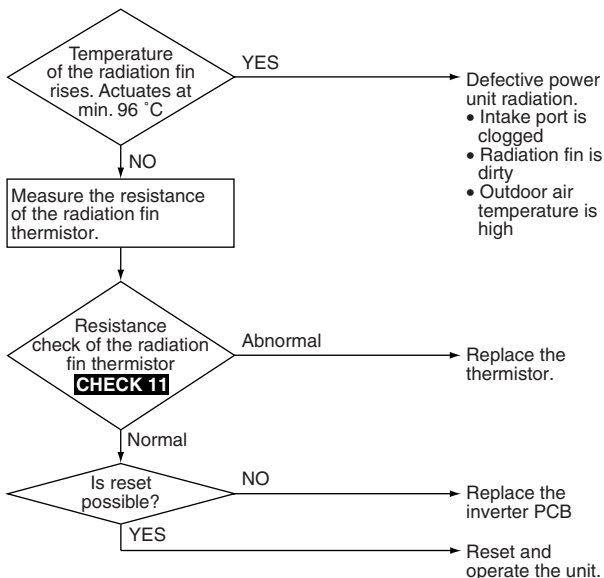 Temperature
of the radiation fin
rises. Actuates at
min. 96 ˚C
YES
Defective power
unit radiation.
• Intake port is
clogged
• Radiation fin is
dirty
• Outdoor air
temperature is
high
NO
Measure the resistance
of the radiation fin
thermistor.
Resistance
check of the radiation
fin thermistor
CHECK 11
Abnormal
Replace the
thermistor.
Normal
Is reset
possible?
NO
Replace the
inverter PCB
YES
Reset and
operate the unit.